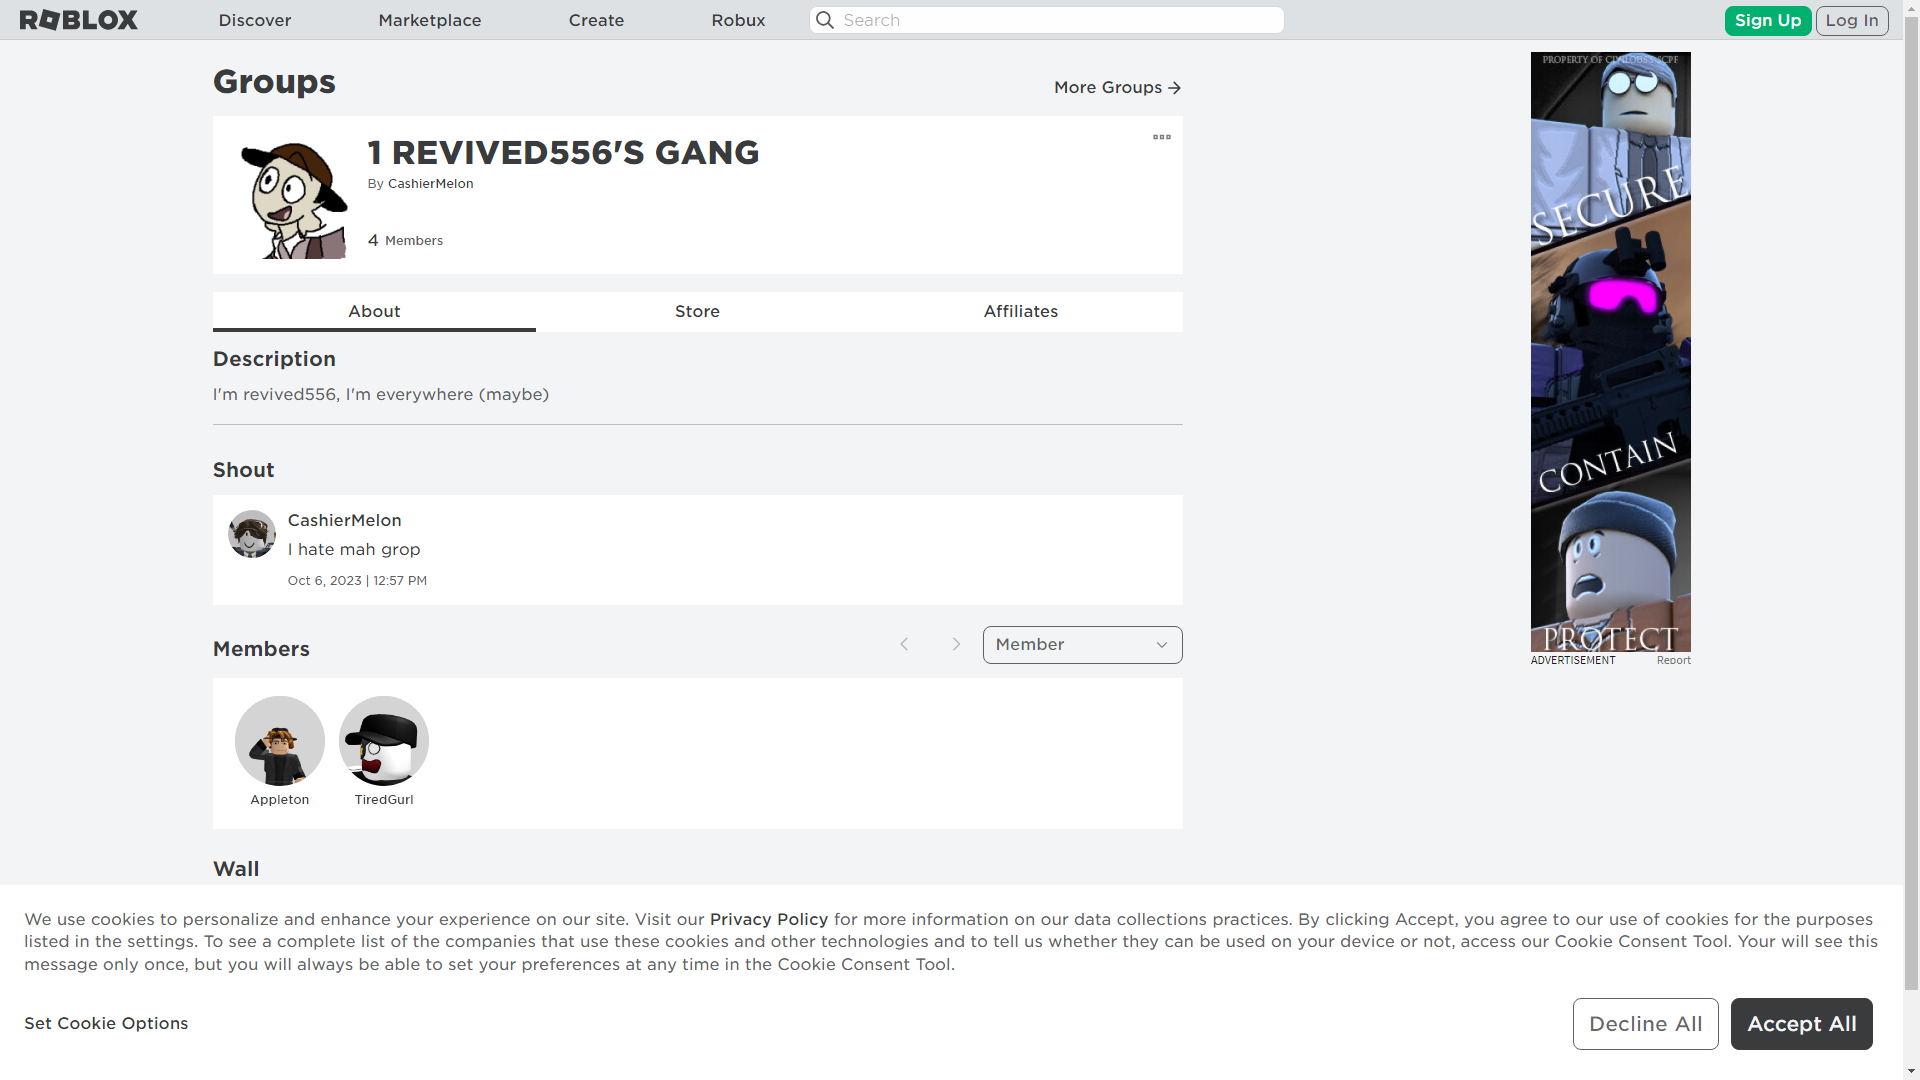 ROBLOX
Discover
Marketplace
Create
Robux
Search
Sign Up
Log In
Groups
More Groups
1 REVIVED556'S GANG
By CashierMelon
4 Members
About
Store
Affiliates
Description
I'm revived556, I'm everywhere (maybe)
Shout
CashierMelon
I hate mah grop
Oct 6, 2023 | 12:57 PM
Members
Member
Appleton
TiredGurl
Wall
PROPERTY OF CIVILOUS'S SCPF
SECURE
CONTAIN
PROTECT
ADVERTISEMENT
Report
We use cookies to personalize and enhance your experience on our site. Visit our Privacy Policy for more information on our data collections practices. By clicking Accept, you agree to our use of cookies for the purposes
listed in the settings. To see a complete list of the companies that use these cookies and other technologies and to tell us whether they can be used on your device or not, access our Cookie Consent Tool. Your will see this
message only once, but you will always be able to set your preferences at any time in the Cookie Consent Tool.
Set Cookie Options
Decline All
Accept All